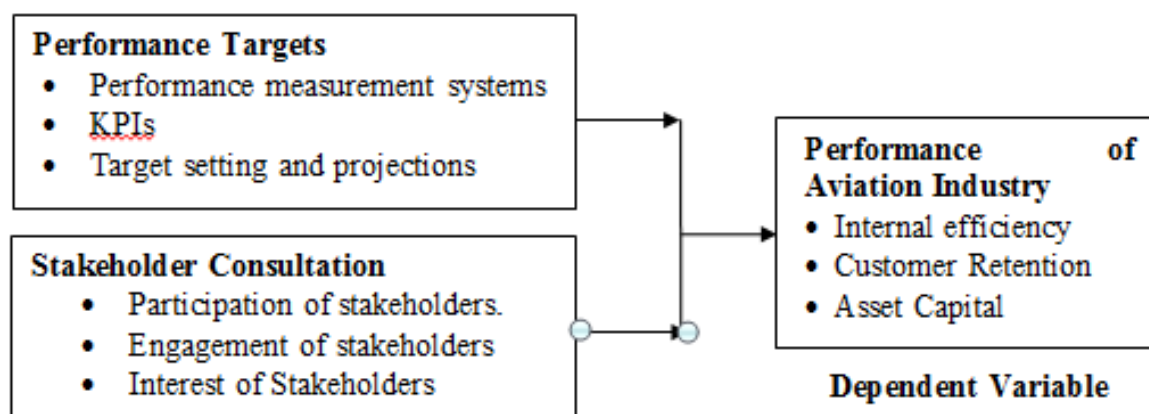 Performance Targets
• Performance measurement systems
• KPIs
• Target setting and projections
Stakeholder Consultation
• Participation of stakeholders.
• Engagement of stakeholders
• Interest of Stakeholders
Performance of
Aviation Industry
• Internal efficiency
• Customer Retention
• Asset Capital
Dependent Variable